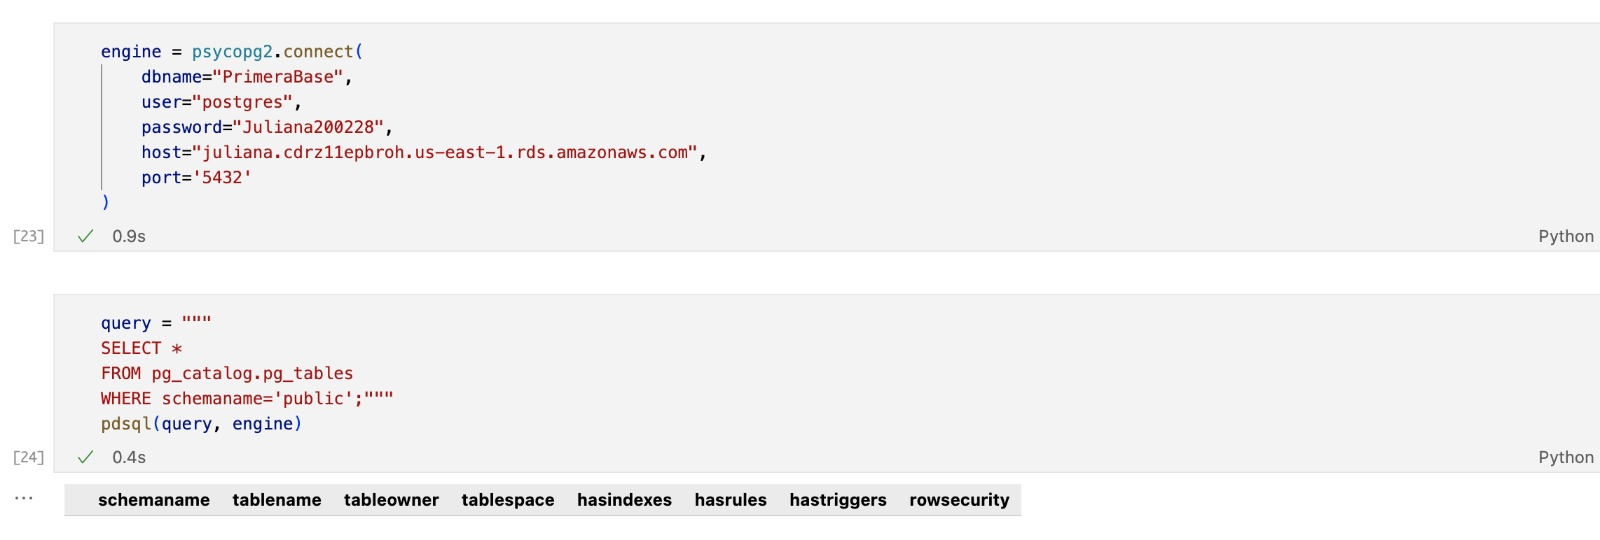 engine = psycopg2.connect(
dbname="PrimeraBase",
user="postgres",
password="Juliana200228",
host="juliana.cdrz11epbroh.us-east-1.rds.amazonaws.com",
port='5432'
)
[23] ✓ 0.9s Python
query = """
SELECT *
FROM pg_catalog.pg_tables
WHERE schemaname='public';"""
pdsql(query, engine)
[24] ✓ 0.4s Python
... schemaname tablename tableowner tablespace hasindexes hasrules hastriggers rowsecurity